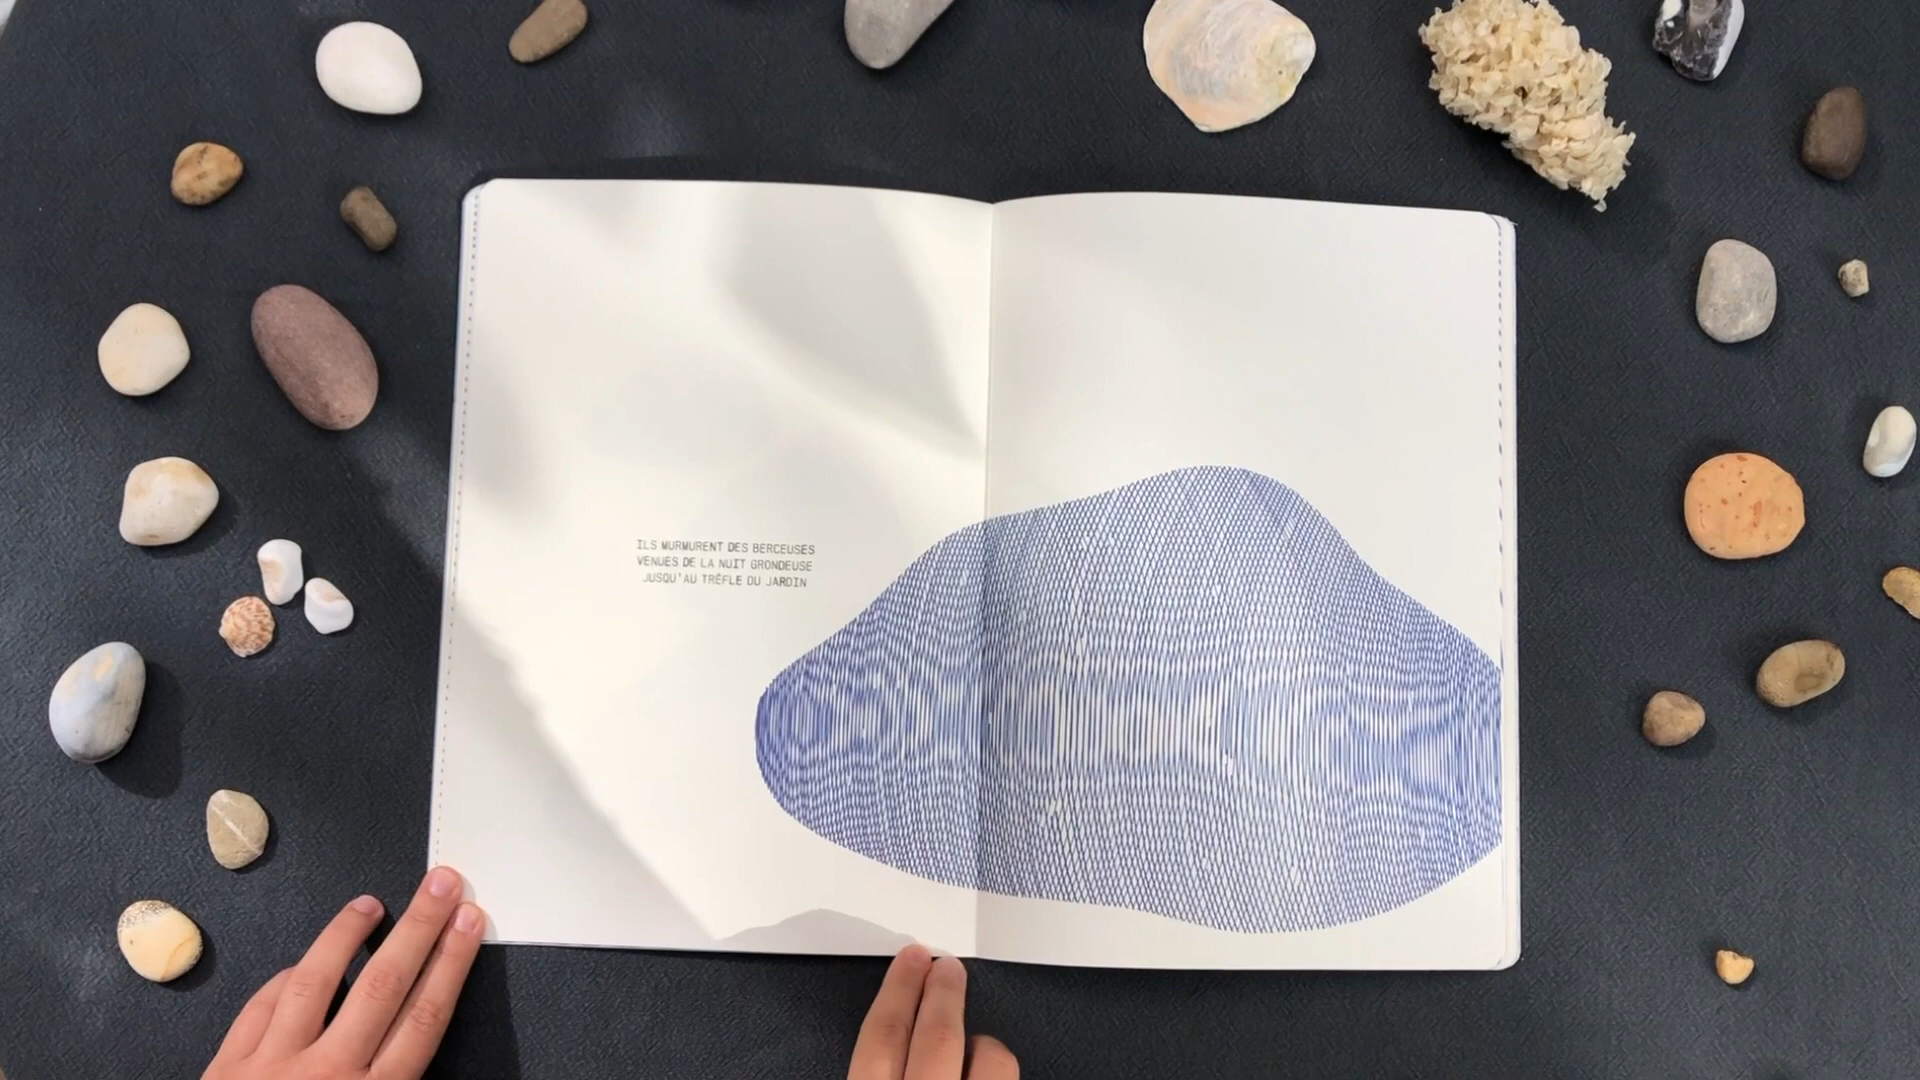 ILS MURMURENT DES BERCEUSES
VENUES DE LA NUIT GRONDEUSE
JUSQU'AU TRÈFLE DU JARDIN